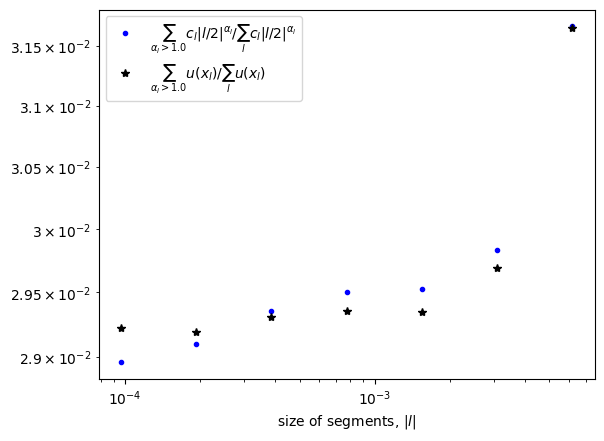 ∑_{α_l>1.0} c_l|l/2|^{α_l}/∑_l c_l|l/2|^{α_l}
∑_{α_l>1.0} u(x_l)/∑_l u(x_l)
3.15 × 10⁻²
3.1 × 10⁻²
3.05 × 10⁻²
3 × 10⁻²
2.95 × 10⁻²
2.9 × 10⁻²
10⁻⁴ 10⁻³
size of segments, |l|